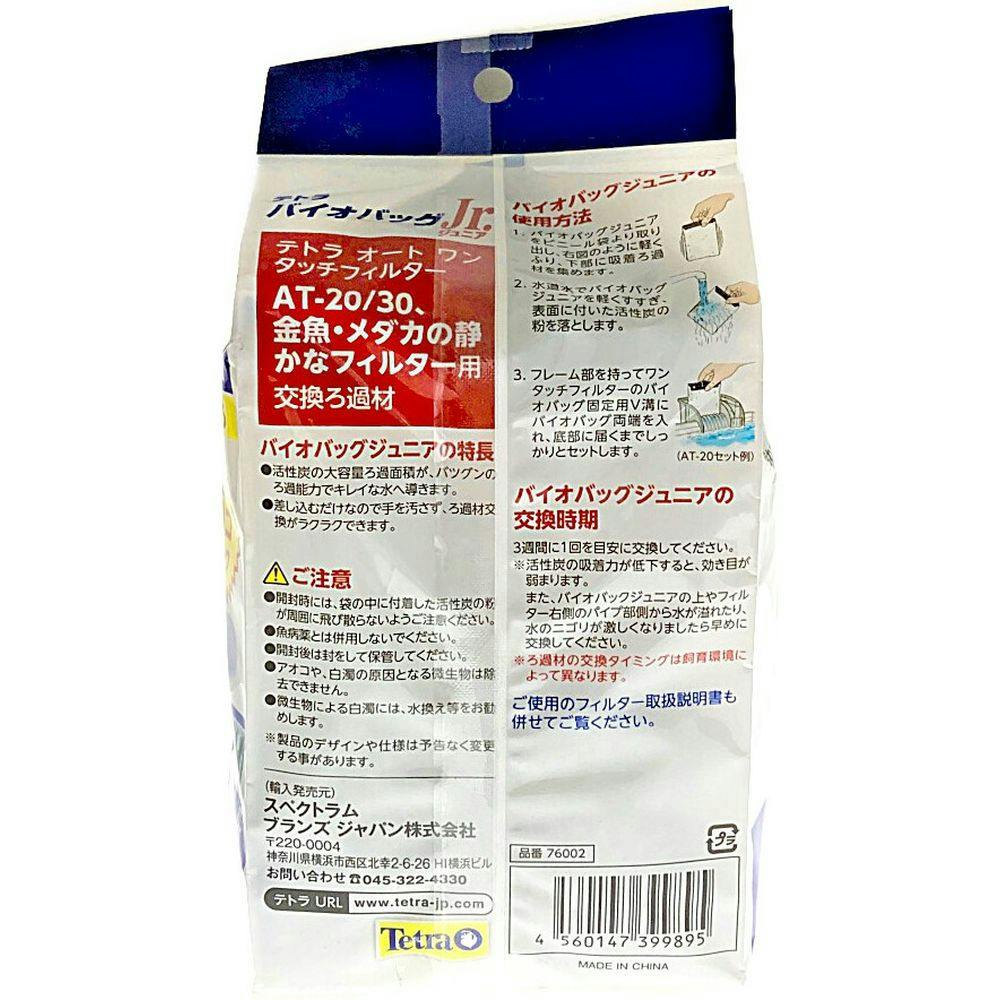 テトラ
バイオバッグJr.
ジュニア
テトラ オート ワン
タッチフィルター
AT-20/30、
金魚・メダカの静
かなフィルター用
交換ろ過材
バイオバッグジュニアの特長
●活性炭の大容量ろ過面積が、バツグンの
ろ過能力でキレイな水へ導きます。
●差し込むだけなので手を汚さず、ろ過材交
換がラクラクできます。
⚠ご注意
●開封時には、袋の中に付着した活性炭の粉
が周囲に飛び散らないようご注意ください。
●魚病薬とは併用しないでください。
●開封後は封をして保管してください。
●アオコや、白濁の原因となる微生物は除
去できません。
●微生物による白濁には、水換え等をお勧
めします。
※製品のデザインや仕様は予告なく変更
する事があります。
(輸入発売元)
スペクトラム
ブランズ ジャパン株式会社
〒220-0004
神奈川県横浜市西区北幸2-6-26 HI横浜ビル
お問い合わせ☎045-322-4330
テトラ URL www.tetra-jp.com
Tetra
バイオバッグジュニアの
使用方法
1. バイオバッグジュニア
をビニール袋より取り
出し、右図のように軽く
ふり、下部に吸着ろ過
材を集めます。
2. 水道水でバイオバッグ
ジュニアを軽くすすぎ、
表面に付いた活性炭の
粉を落とします。
3. フレーム部を持ってワン
タッチフィルターのバイ
オバッグ固定用V溝に
バイオバッグ両端を入
れ、底部に届くまでしっ
かりとセットします。
(AT-20セット例)
バイオバッグジュニアの
交換時期
3週間に1回を目安に交換してください。
※活性炭の吸着力が低下すると、効き目が
弱まります。
また、バイオバックジュニアの上やフィル
ター右側のパイプ部側から水が溢れたり、
水のニゴリが激しくなりましたら早めに
交換してください。
※ろ過材の交換タイミングは飼育環境に
よって異なります。
ご使用のフィルター取扱説明書も
併せてご覧ください。
プラ
品番 76002
4 560147 399895
MADE IN CHINA